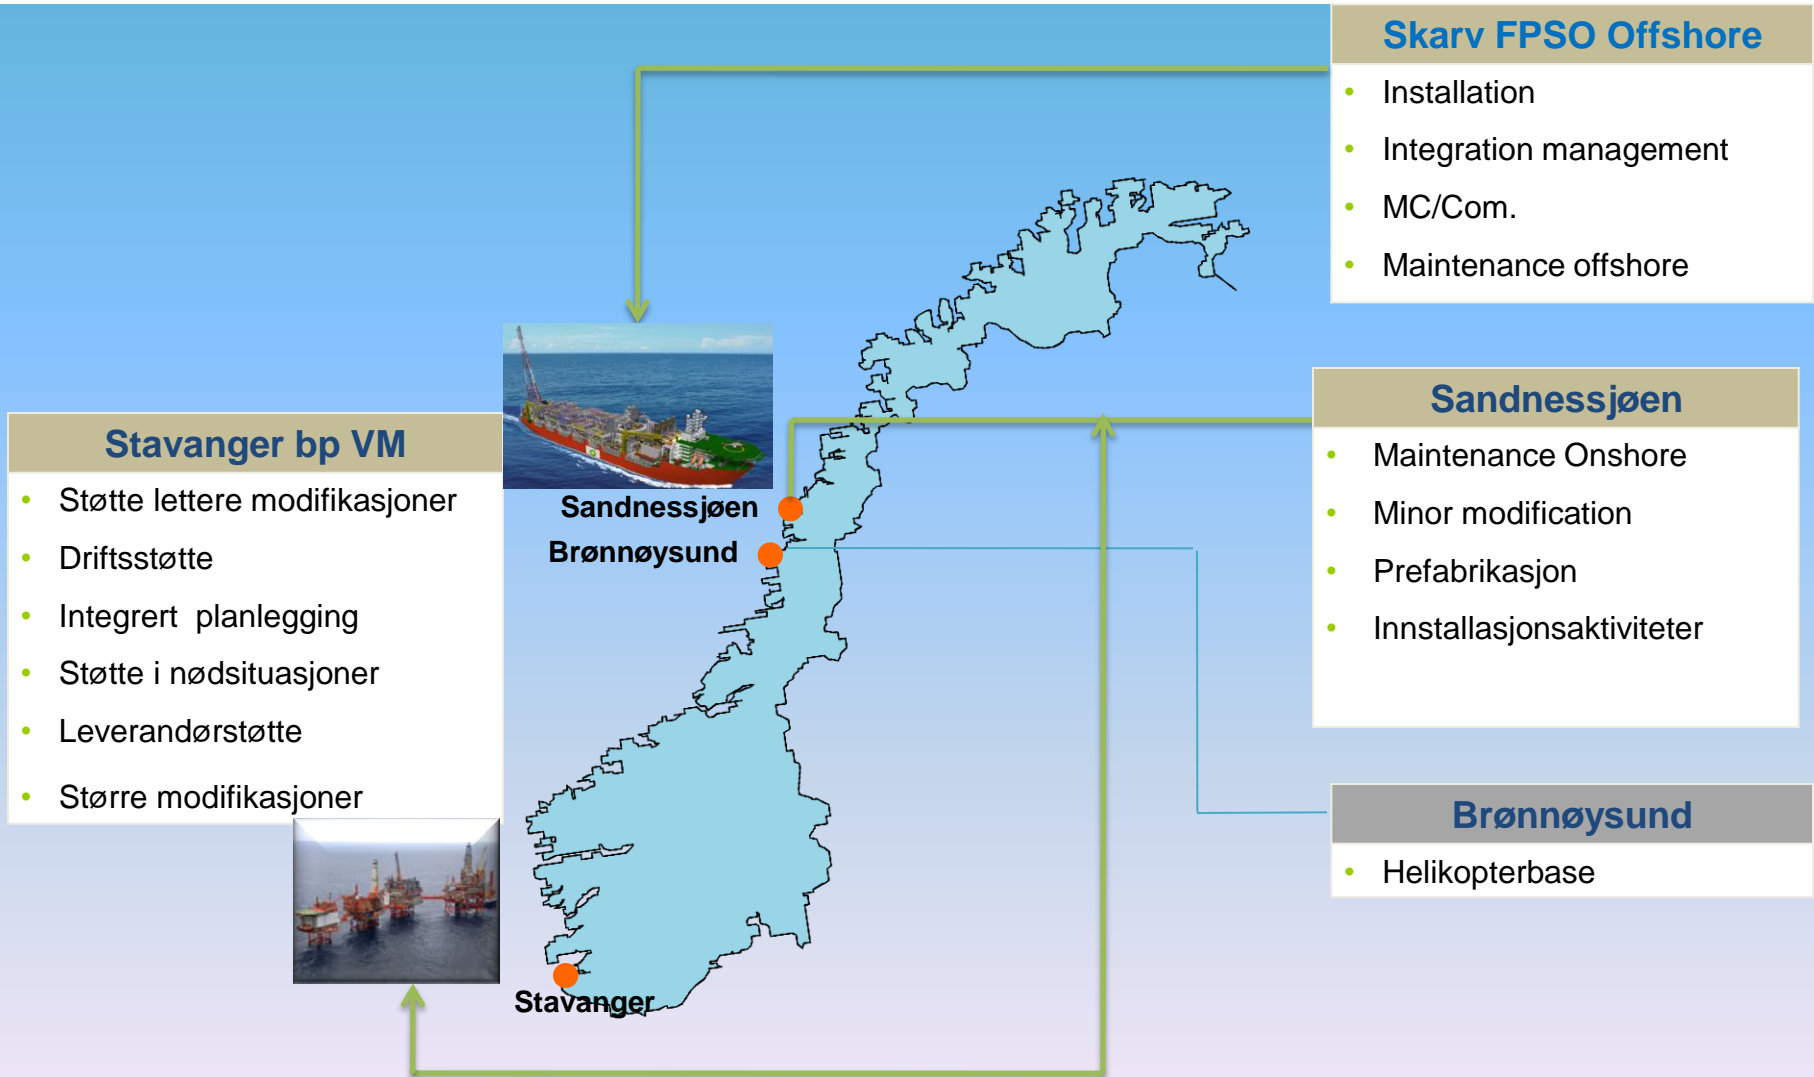 Skarv FPSO Offshore
• Installation
• Integration management
• MC/Com.
• Maintenance offshore
Stavanger bp VM
• Støtte lettere modifikasjoner
• Driftsstøtte
• Integrert planlegging
• Støtte i nødsituasjoner
• Leverandørstøtte
• Større modifikasjoner
Sandnessjøen
Brønnøysund
Stavanger
Sandnessjøen
• Maintenance Onshore
• Minor modification
• Prefabrikasjon
• Innstallasjonsaktiviteter
Brønnøysund
• Helikopterbase